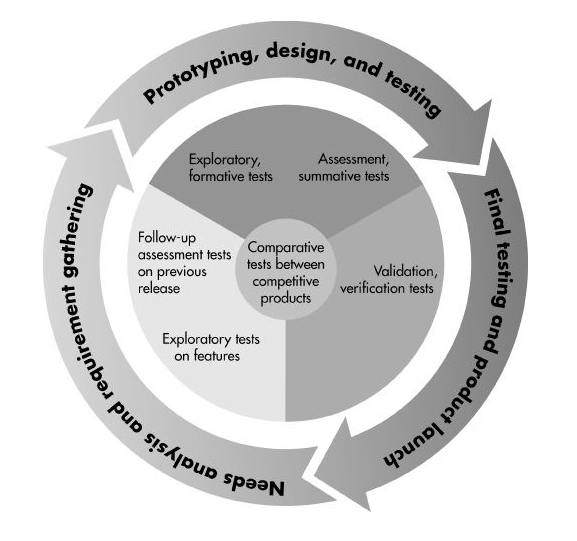 Prototyping, design, and testing
Exploratory,
formative tests
Assessment,
summative tests
Follow-up
assessment tests
on previous
release
Comparative
tests between
competitive
products
Validation,
verification tests
Exploratory tests
on features
Final testing and product launch
Needs analysis and requirement gathering